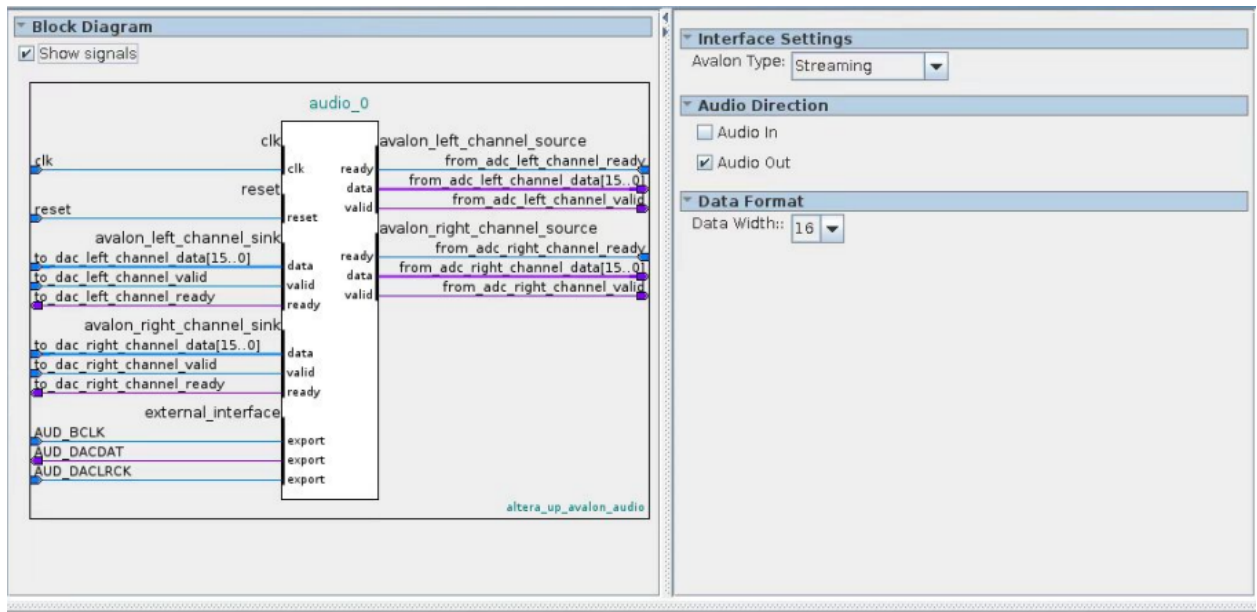 Block Diagram
Show signals
audio_0
clk
avalon_left_channel_source
clk
from_adc_left_channel_ready
clk
ready
from_adc_left_channel_data[15..0]
reset
data
from_adc_left_channel_valid
reset
valid
reset
avalon_right_channel_source
avalon_left_channel_sink
from_adc_right_channel_ready
to_dac_left_channel_data[15..0]
data
ready
from_adc_right_channel_data[15..0]
to_dac_left_channel_valid
valid
data
from_adc_right_channel_valid
to_dac_left_channel_ready
ready
valid
avalon_right_channel_sink
to_dac_right_channel_data[15..0]
data
to_dac_right_channel_valid
valid
to_dac_right_channel_ready
ready
external_interface
AUD_BCLK
export
AUD_DACDAT
export
AUD_DACLRCK
export
altera_up_avalon_audio
Interface Settings
Avalon Type: Streaming
Audio Direction
Audio In
Audio Out
Data Format
Data Width:: 16